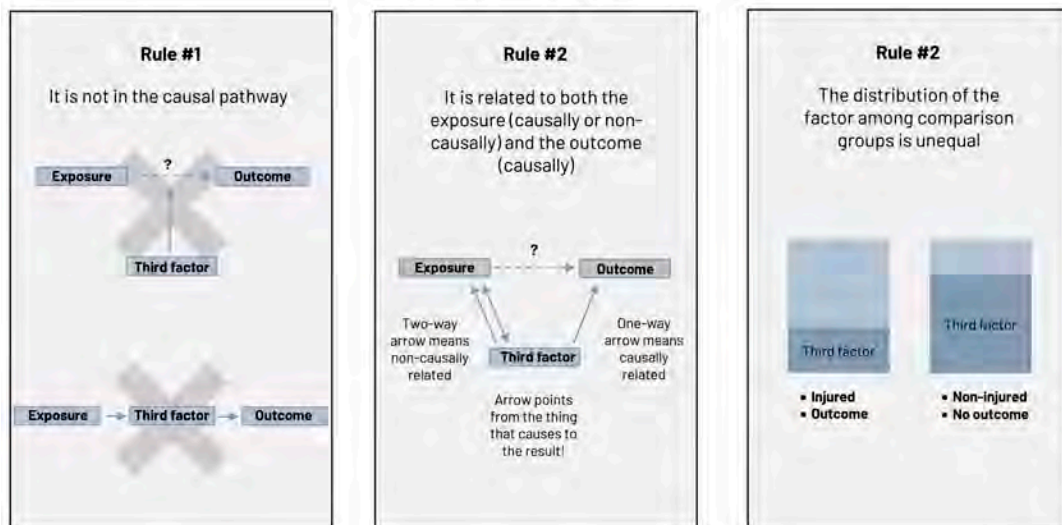 Rule #1
It is not in the causal pathway
?
Exposure
Outcome
Third factor
Exposure
Third factor
Outcome
Rule #2
It is related to both the
exposure (causally or non-
causally) and the outcome
(causally)
?
Exposure
Outcome
Two-way
arrow means
non-causally
related
One-way
arrow means
causally
related
Third factor
Arrow points
from the thing
that causes to
the result!
Rule #2
The distribution of the
factor among comparison
groups is unequal
Third factor
Third factor
▪ Injured
▪ Outcome
▪ Non-injured
▪ No outcome